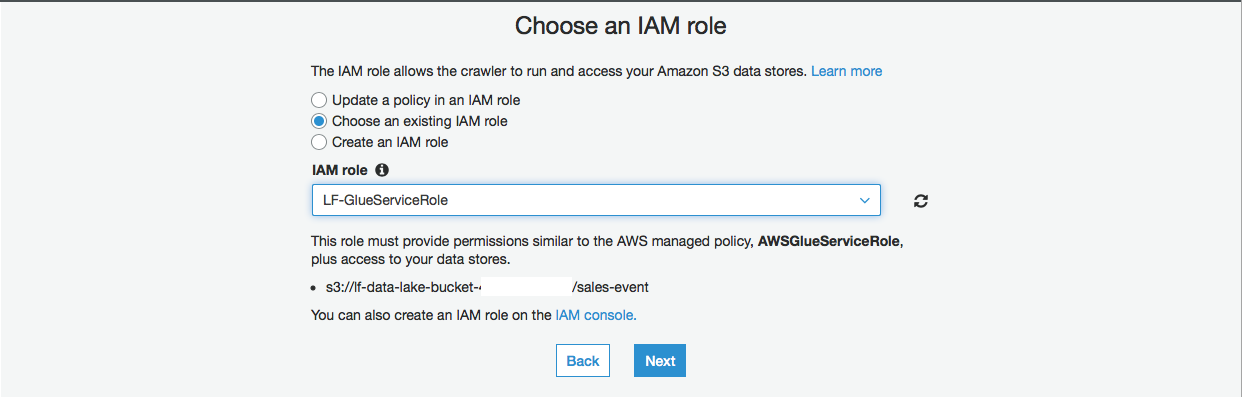 Choose an IAM role
The IAM role allows the crawler to run and access your Amazon S3 data stores. Learn more
Update a policy in an IAM role
Choose an existing IAM role
Create an IAM role
IAM role
LF-GlueServiceRole
This role must provide permissions similar to the AWS managed policy, AWSGlueServiceRole,
plus access to your data stores.
• s3://lf-data-lake-bucket- /sales-event
You can also create an IAM role on the IAM console.
Back Next